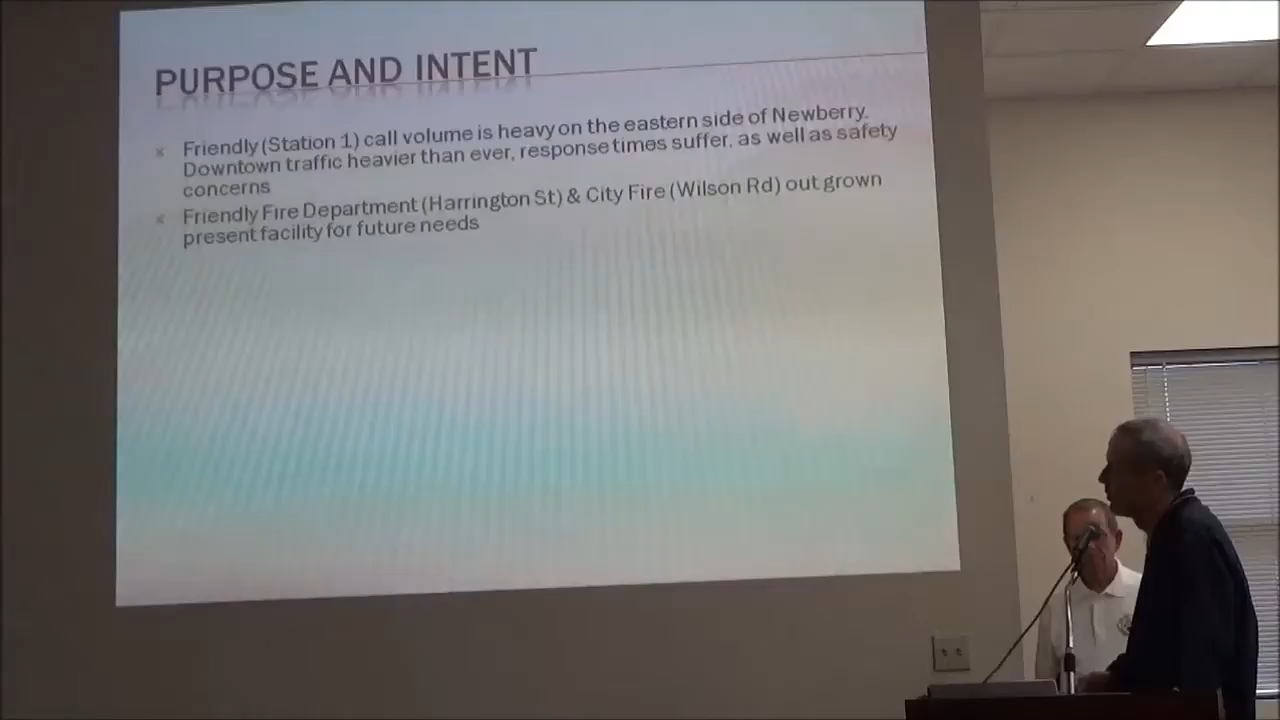 PURPOSE AND INTENT
Friendly (Station 1) call volume is heavy on the eastern side of Newberry.
Downtown traffic heavier than ever, response times suffer, as well as safety
concerns
Friendly Fire Department (Harrington St) & City Fire (Wilson Rd) out grown
present facility for future needs